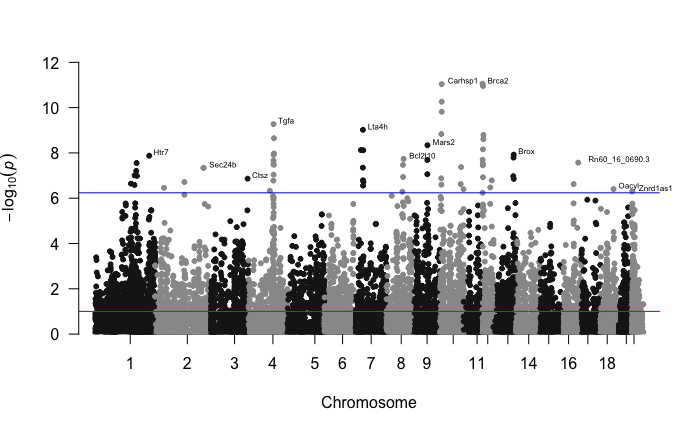 −log10(p)
12
10
8
6
4
2
0
Htr7
Sec24b
Ctsz
Tgfa
Lta4h
Bcl2l10
Mars2
Carhsp1
Brca2
Brox
Rn60_16_0690.3
Znrd1as1
1
2
3
4
5
6
7
8
9
11
14
16
18
Chromosome